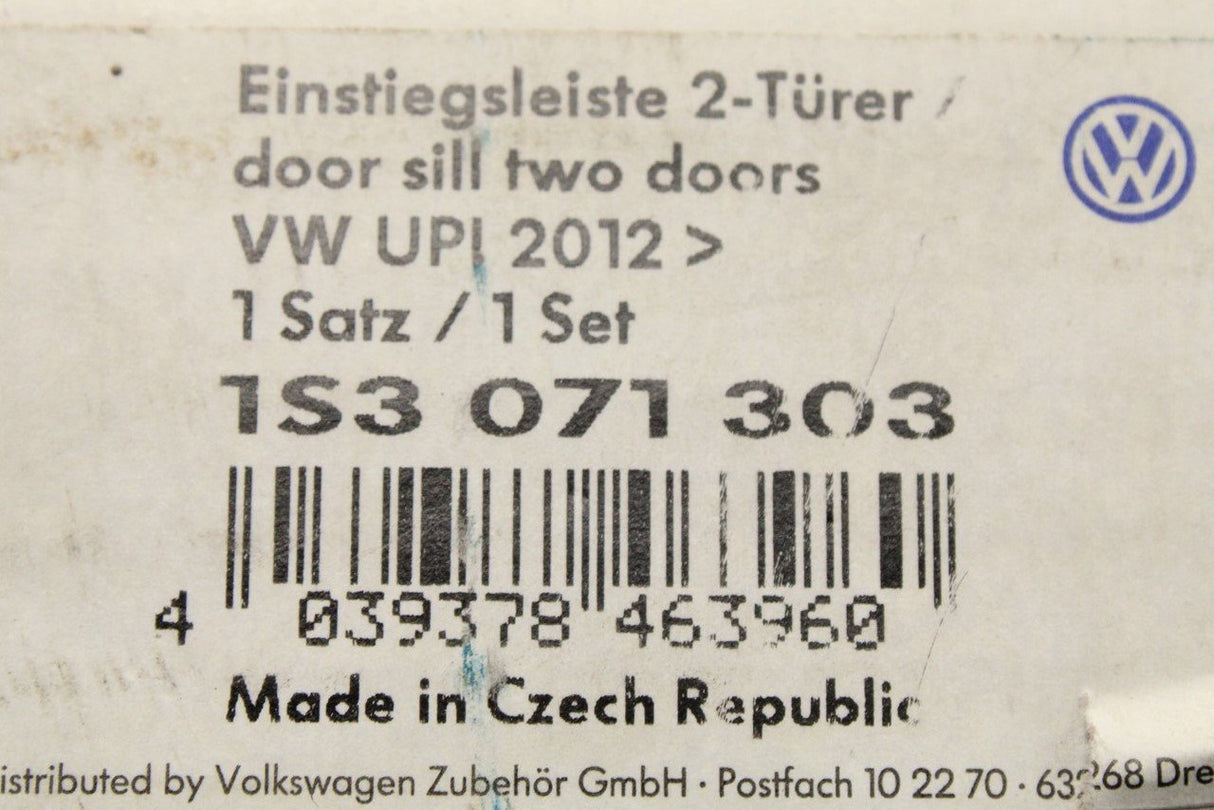 Einstiegsleiste 2-Türer /
door sill two doors
VW UP! 2012 >
1 Satz / 1 Set
1S3 071 303
4 039378 463960
Made in Czech Republic
istributed by Volkswagen Zubehör GmbH · Postfach 10 22 70 ·